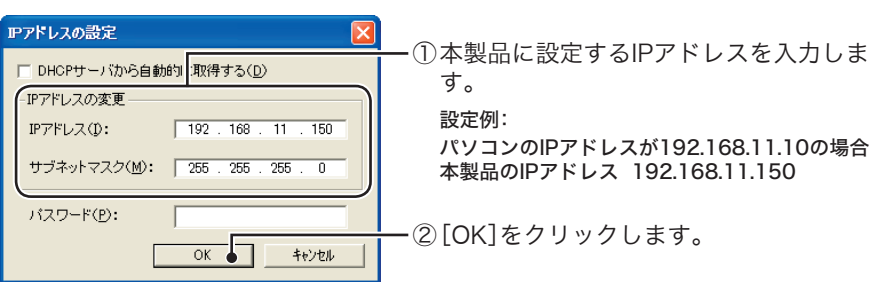 IPアドレスの設定
DHCPサーバから自動的に取得する(D)
IPアドレスの変更
IPアドレス(I): 192 . 168 . 11 . 150
サブネットマスク(M): 255 . 255 . 255 . 0
パスワード(P):
OK キャンセル
①本製品に設定するIPアドレスを入力しま
す。
設定例：
パソコンのIPアドレスが192.168.11.10の場合
本製品のIPアドレス 192.168.11.150
②[OK]をクリックします。